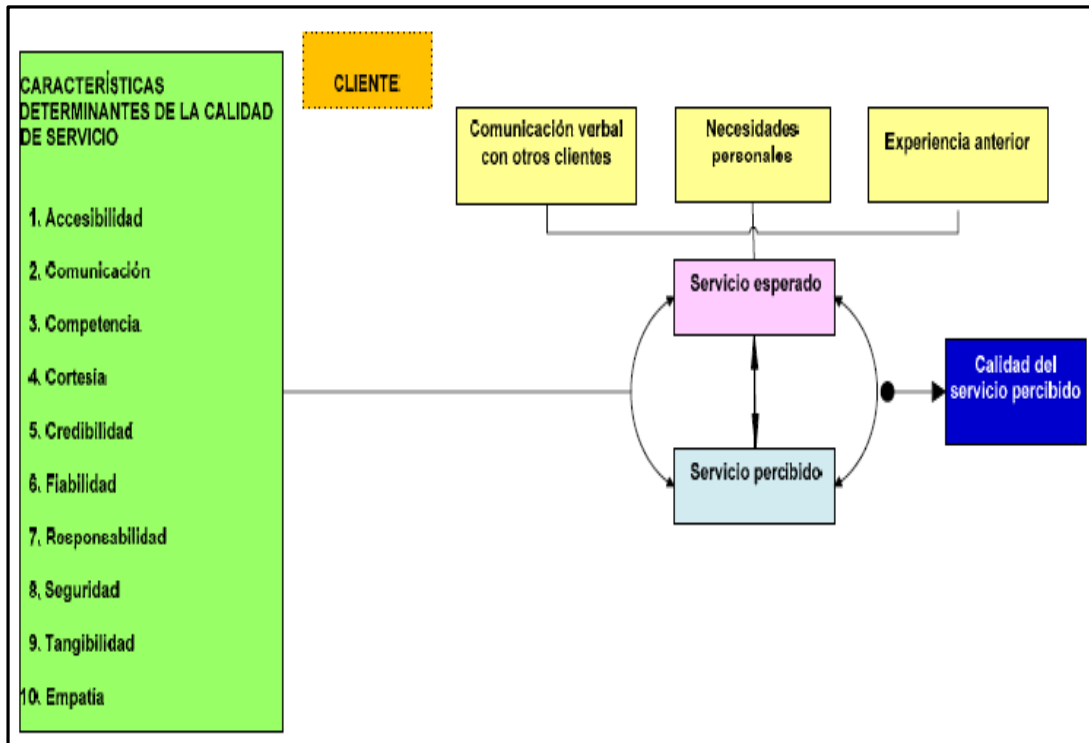 CARACTERÍSTICAS
DETERMINANTES DE LA CALIDAD
DE SERVICIO
1. Accesibilidad
2. Comunicación
3. Competencia
4. Cortesía
5. Credibilidad
6. Fiabilidad
7. Responsabilidad
8. Seguridad
9. Tangibilidad
10. Empatía
CLIENTE
Comunicación verbal
con otros clientes
Necesidades
personales
Experiencia anterior
Servicio esperado
Servicio percibido
Calidad del
servicio percibido